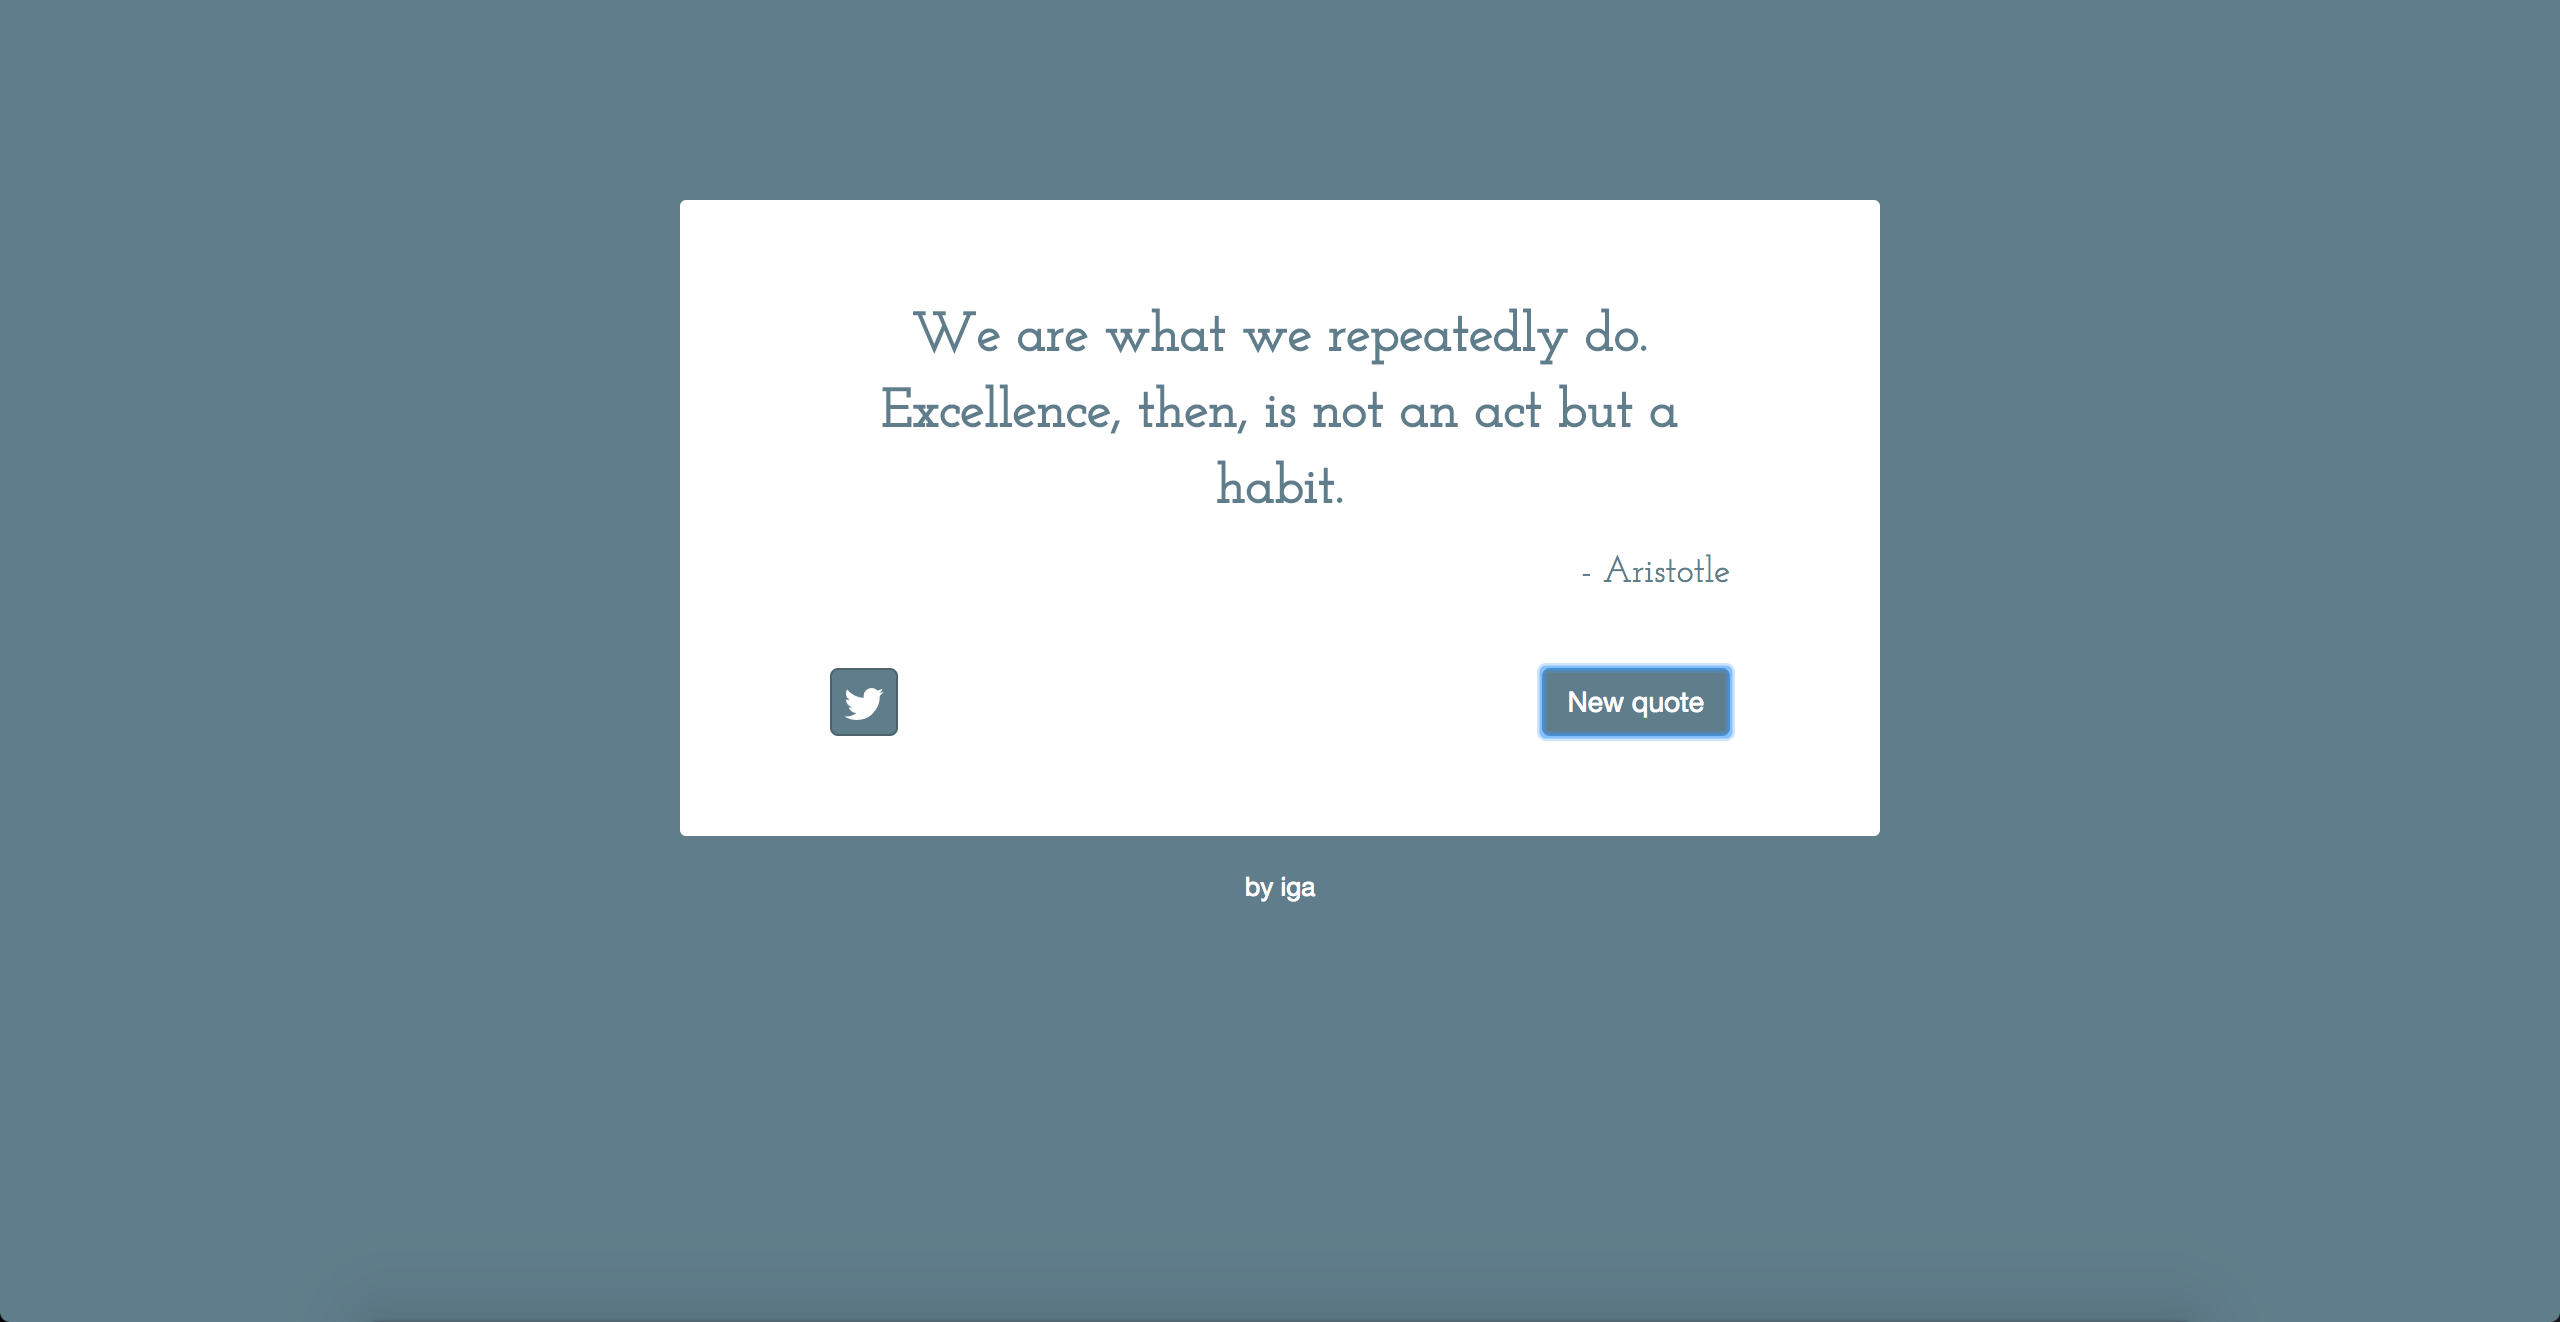 We are what we repeatedly do.
Excellence, then, is not an act but a
habit.
- Aristotle
New quote
by iga